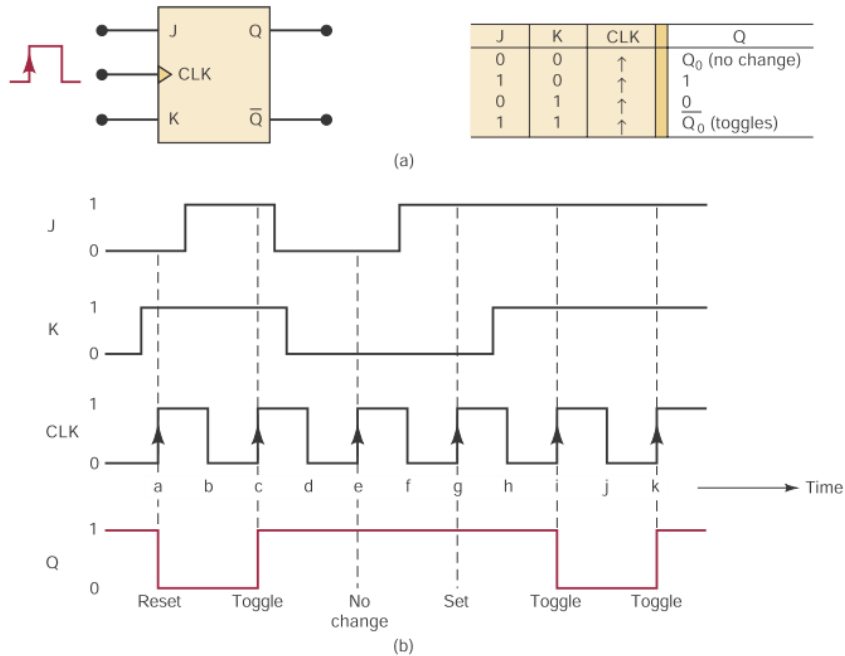 J Q
CLK
K Q̅
J K CLK Q
0 0 ↑ Q₀ (no change)
1 0 ↑ 1
0 1 ↑ 0
1 1 ↑ Q̅₀ (toggles)
(a)
J 1
0
K 1
0
CLK 1
0
a b c d e f g h i j k Time
Q 1
0
Reset Toggle No change Set Toggle Toggle
(b)